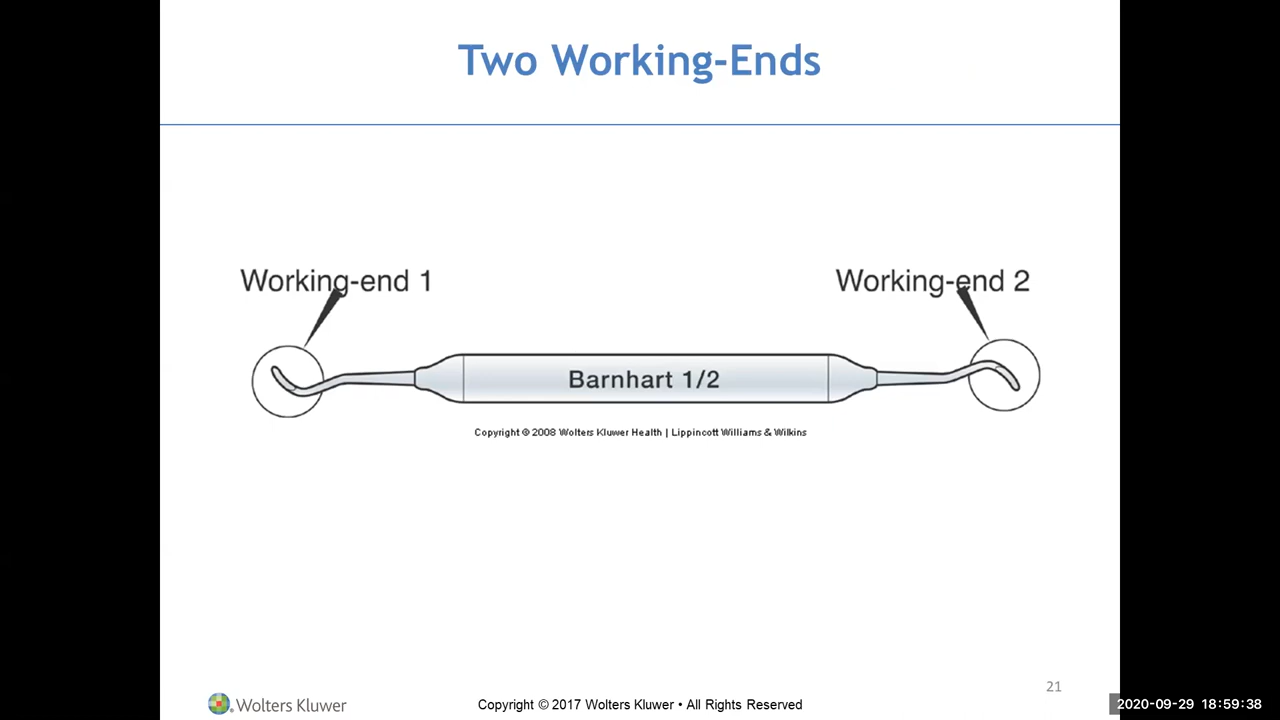 Two Working-Ends
Working-end 1
Working-end 2
Barnhart 1/2
Copyright © 2008 Wolters Kluwer Health | Lippincott Williams & Wilkins
21
Wolters Kluwer
Copyright © 2017 Wolters Kluwer • All Rights Reserved
2020-09-29 18:59:38